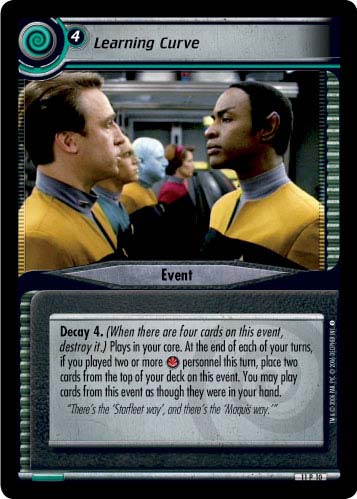 4
Learning Curve
Event
Decay 4. (When there are four cards on this event,
destroy it.) Plays in your core. At the end of each of your turns,
if you played two or more personnel this turn, place two
cards from the top of your deck on this event. You may play
cards from this event as though they were in your hand.
"There's the 'Starfleet way', and there's the 'Maquis way.'"
11 P 10